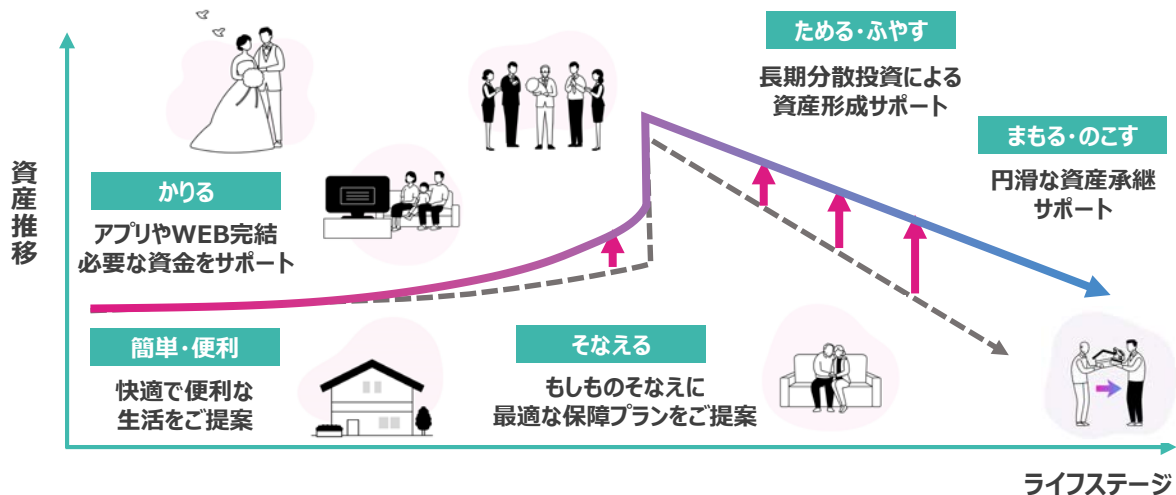 ためる・ふやす
長期分散投資による
資産形成サポート
まもる・のこす
円滑な資産承継
サポート
資産推移
かりる
アプリやWEB完結
必要な資金をサポート
簡単・便利
快適で便利な
生活をご提案
そなえる
もしものそなえに
最適な保障プランをご提案
ライフステージ